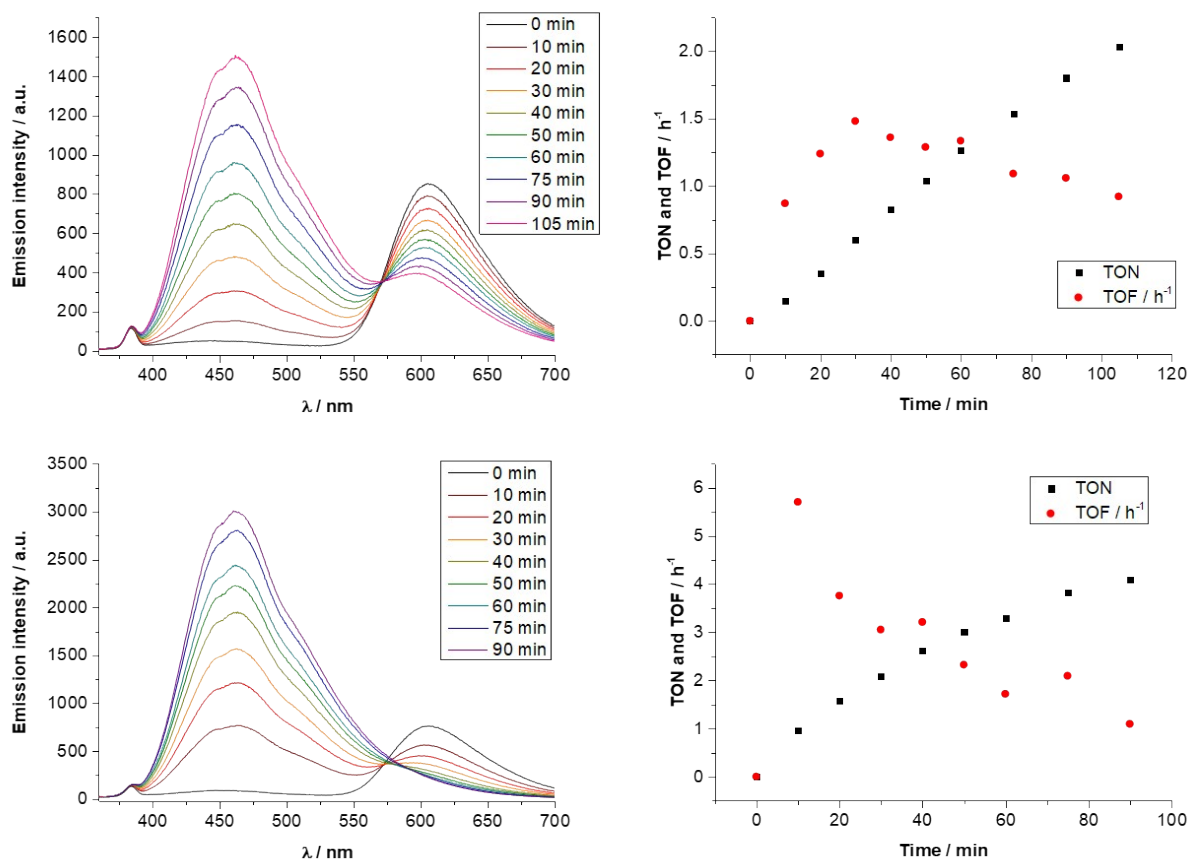 Emission intensity / a.u.
1600
1400
1200
1000
800
600
400
200
0
400
450
500
550
600
650
700
λ / nm
0 min
10 min
20 min
30 min
40 min
50 min
60 min
75 min
90 min
105 min
TON and TOF / h⁻¹
2.0
1.5
1.0
0.5
0.0
0
20
40
60
80
100
120
Time / min
TON
TOF / h⁻¹
Emission intensity / a.u.
3500
3000
2500
2000
1500
1000
500
0
400
450
500
550
600
650
700
λ / nm
0 min
10 min
20 min
30 min
40 min
50 min
60 min
75 min
90 min
TON and TOF / h⁻¹
6
5
4
3
2
1
0
0
20
40
60
80
100
Time / min
TON
TOF / h⁻¹